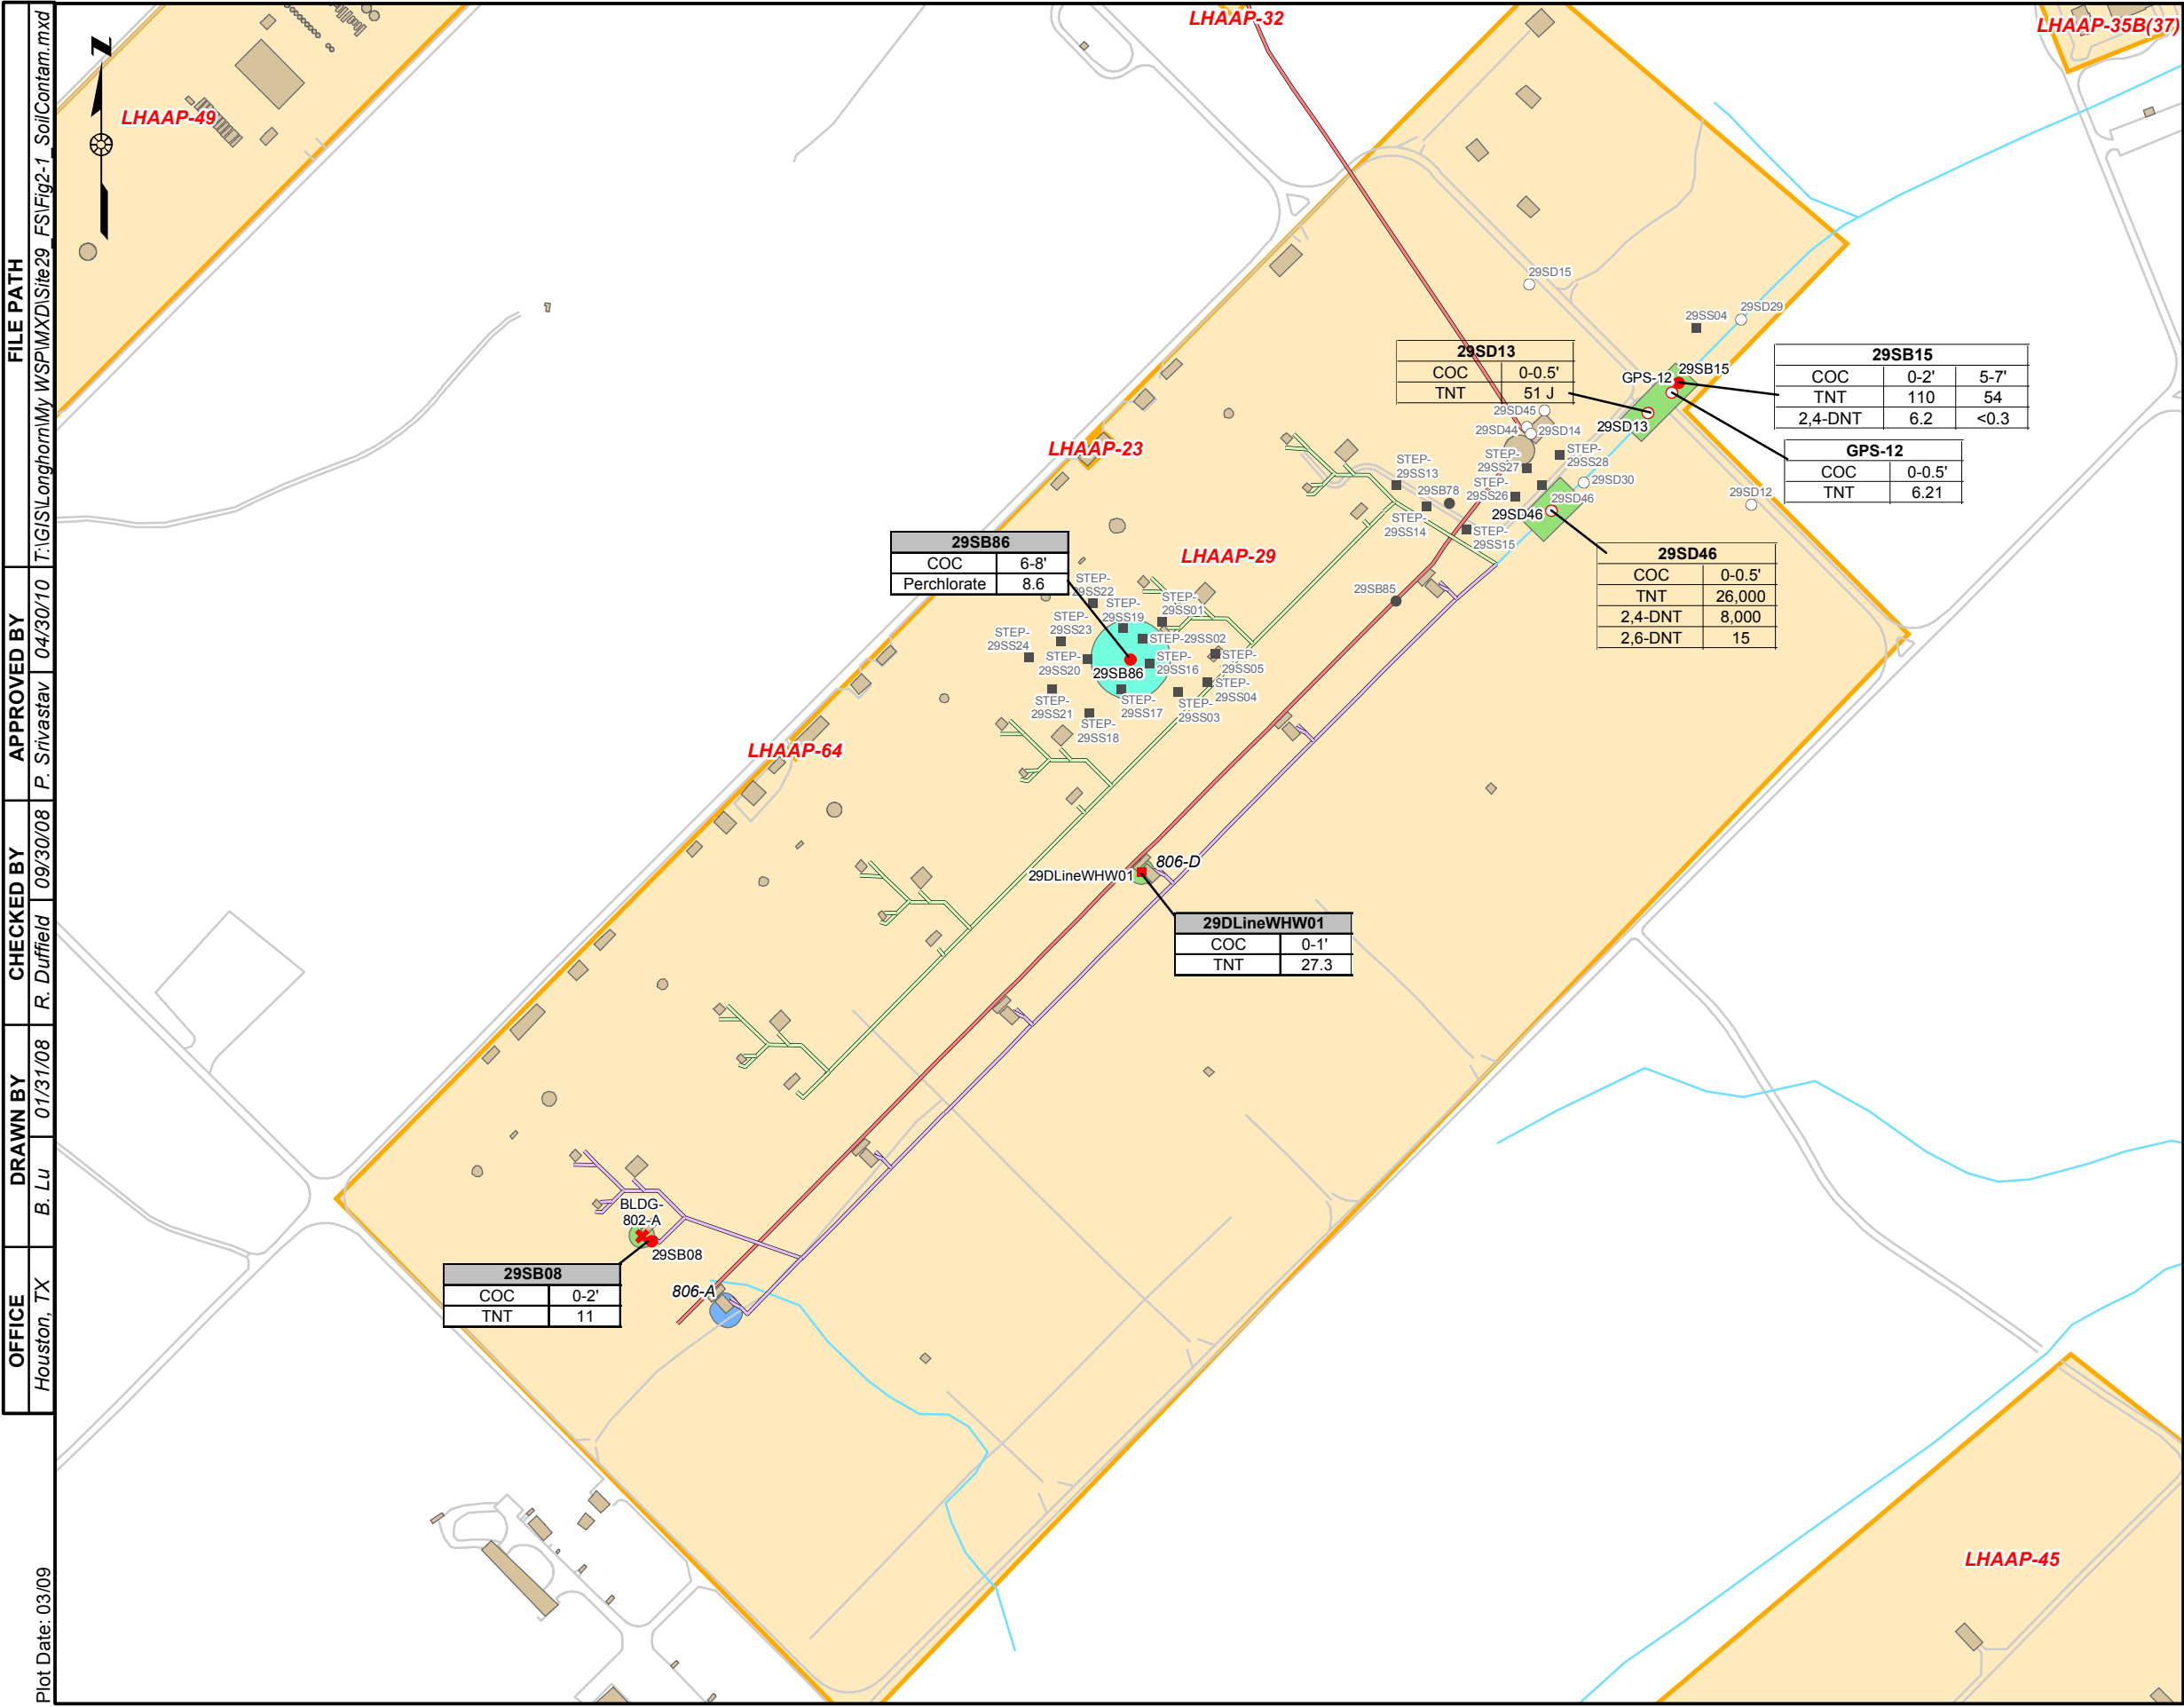 FILE PATH
T:\GIS\Longhorn\My WSP\MXD\Site29_FS\Fig2-1_SoilContam.mxd
APPROVED BY
P. Srivastav
04/30/10
CHECKED BY
R. Duffield
09/30/08
DRAWN BY
B. Lu
01/31/08
OFFICE
Houston, TX
Plot Date: 03/09
N
LHAAP-32
LHAAP-35B(37)
LHAAP-49
29SD15
29SD29
29SS04
29SD13
COC 0-0.5'
TNT 51 J
GPS-12
29SB15
29SB15
COC 0-2' 5-7'
TNT 110 54
2,4-DNT 6.2 <0.3
29SD45
29SD44
29SD14
29SD13
GPS-12
COC 0-0.5'
TNT 6.21
LHAAP-23
STEP-
29SS13
STEP-
29SS27
STEP-
29SS28
29SB78
STEP-
29SS26
29SD30
29SD46
29SD12
29SD46
STEP-
29SS14
STEP-
29SS15
29SB86
COC 6-8'
Perchlorate 8.6
LHAAP-29
29SD46
COC 0-0.5'
TNT 26,000
2,4-DNT 8,000
2,6-DNT 15
29SB85
STEP-
29SS22
STEP-
29SS19
STEP-
29SS01
STEP-
29SS23
STEP-
29SS24
STEP-29SS02
STEP-
29SS20
STEP-
29SS16
STEP-
29SS05
29SB86
STEP-
29SS04
STEP-
29SS21
STEP-
29SS17
STEP-
29SS03
STEP-
29SS18
LHAAP-64
806-D
29DLineWHW01
29DLineWHW01
COC 0-1'
TNT 27.3
BLDG-
802-A
29SB08
29SB08
COC 0-2'
TNT 11
806-A
LHAAP-45